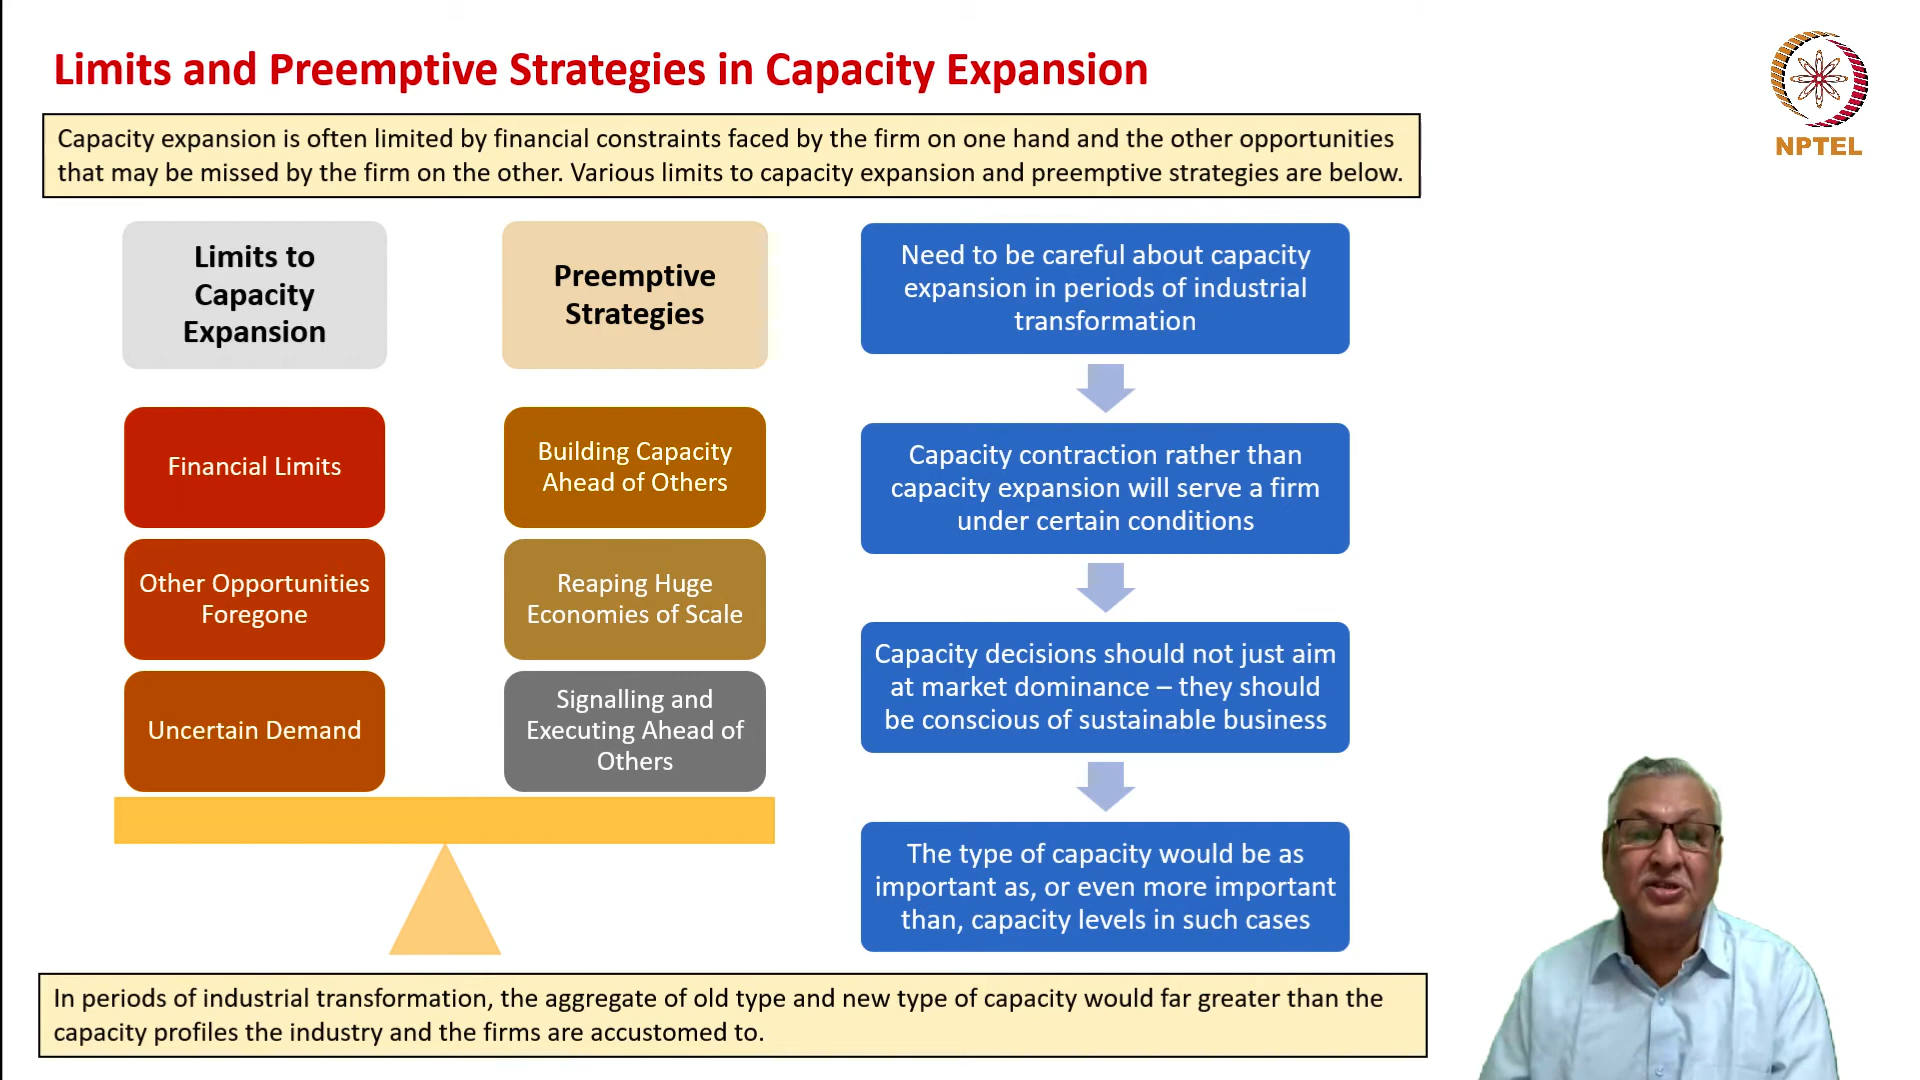 Limits and Preemptive Strategies in Capacity Expansion
NPTEL
Capacity expansion is often limited by financial constraints faced by the firm on one hand and the other opportunities
that may be missed by the firm on the other. Various limits to capacity expansion and preemptive strategies are below.
Limits to
Capacity
Expansion
Financial Limits
Other Opportunities
Foregone
Uncertain Demand
Preemptive
Strategies
Building Capacity
Ahead of Others
Reaping Huge
Economies of Scale
Signalling and
Executing Ahead of
Others
Need to be careful about capacity
expansion in periods of industrial
transformation
Capacity contraction rather than
capacity expansion will serve a firm
under certain conditions
Capacity decisions should not just aim
at market dominance – they should
be conscious of sustainable business
The type of capacity would be as
important as, or even more important
than, capacity levels in such cases
In periods of industrial transformation, the aggregate of old type and new type of capacity would far greater than the
capacity profiles the industry and the firms are accustomed to.